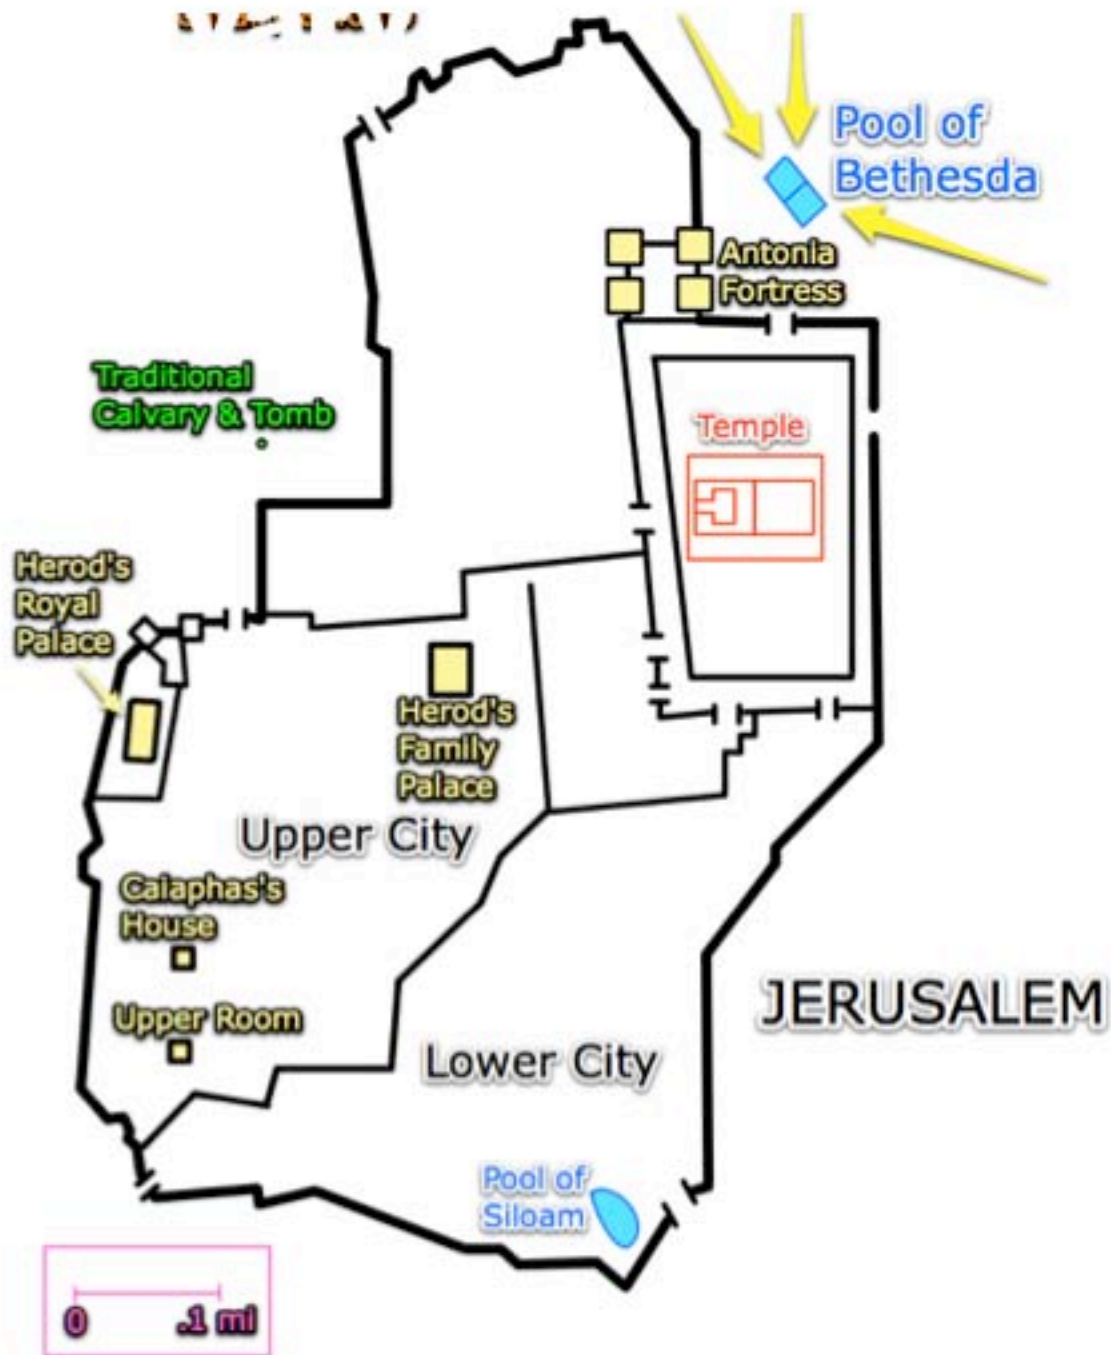 Pool of
Bethesda
Antonia
Fortress
Traditional
Calvary & Tomb
Temple
Herod's
Royal
Palace
Herod's
Family
Palace
Upper City
Caiaphas's
House
Upper Room
JERUSALEM
Lower City
Pool of
Siloam
0 .1 mi